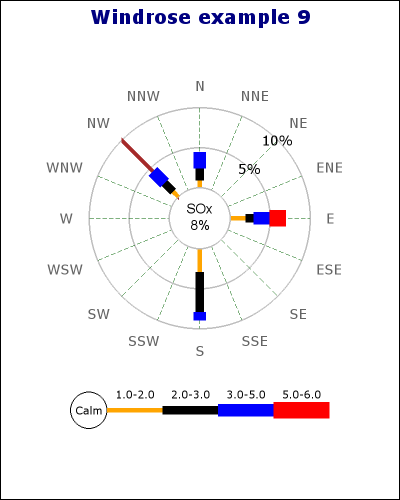 Windrose example 9
N
NNW NNE
NW NE
10%
5%
WNW ENE
SOx
8%
W E
WSW ESE
SW SE
SSW SSE
S
1.0-2.0 2.0-3.0 3.0-5.0 5.0-6.0
Calm